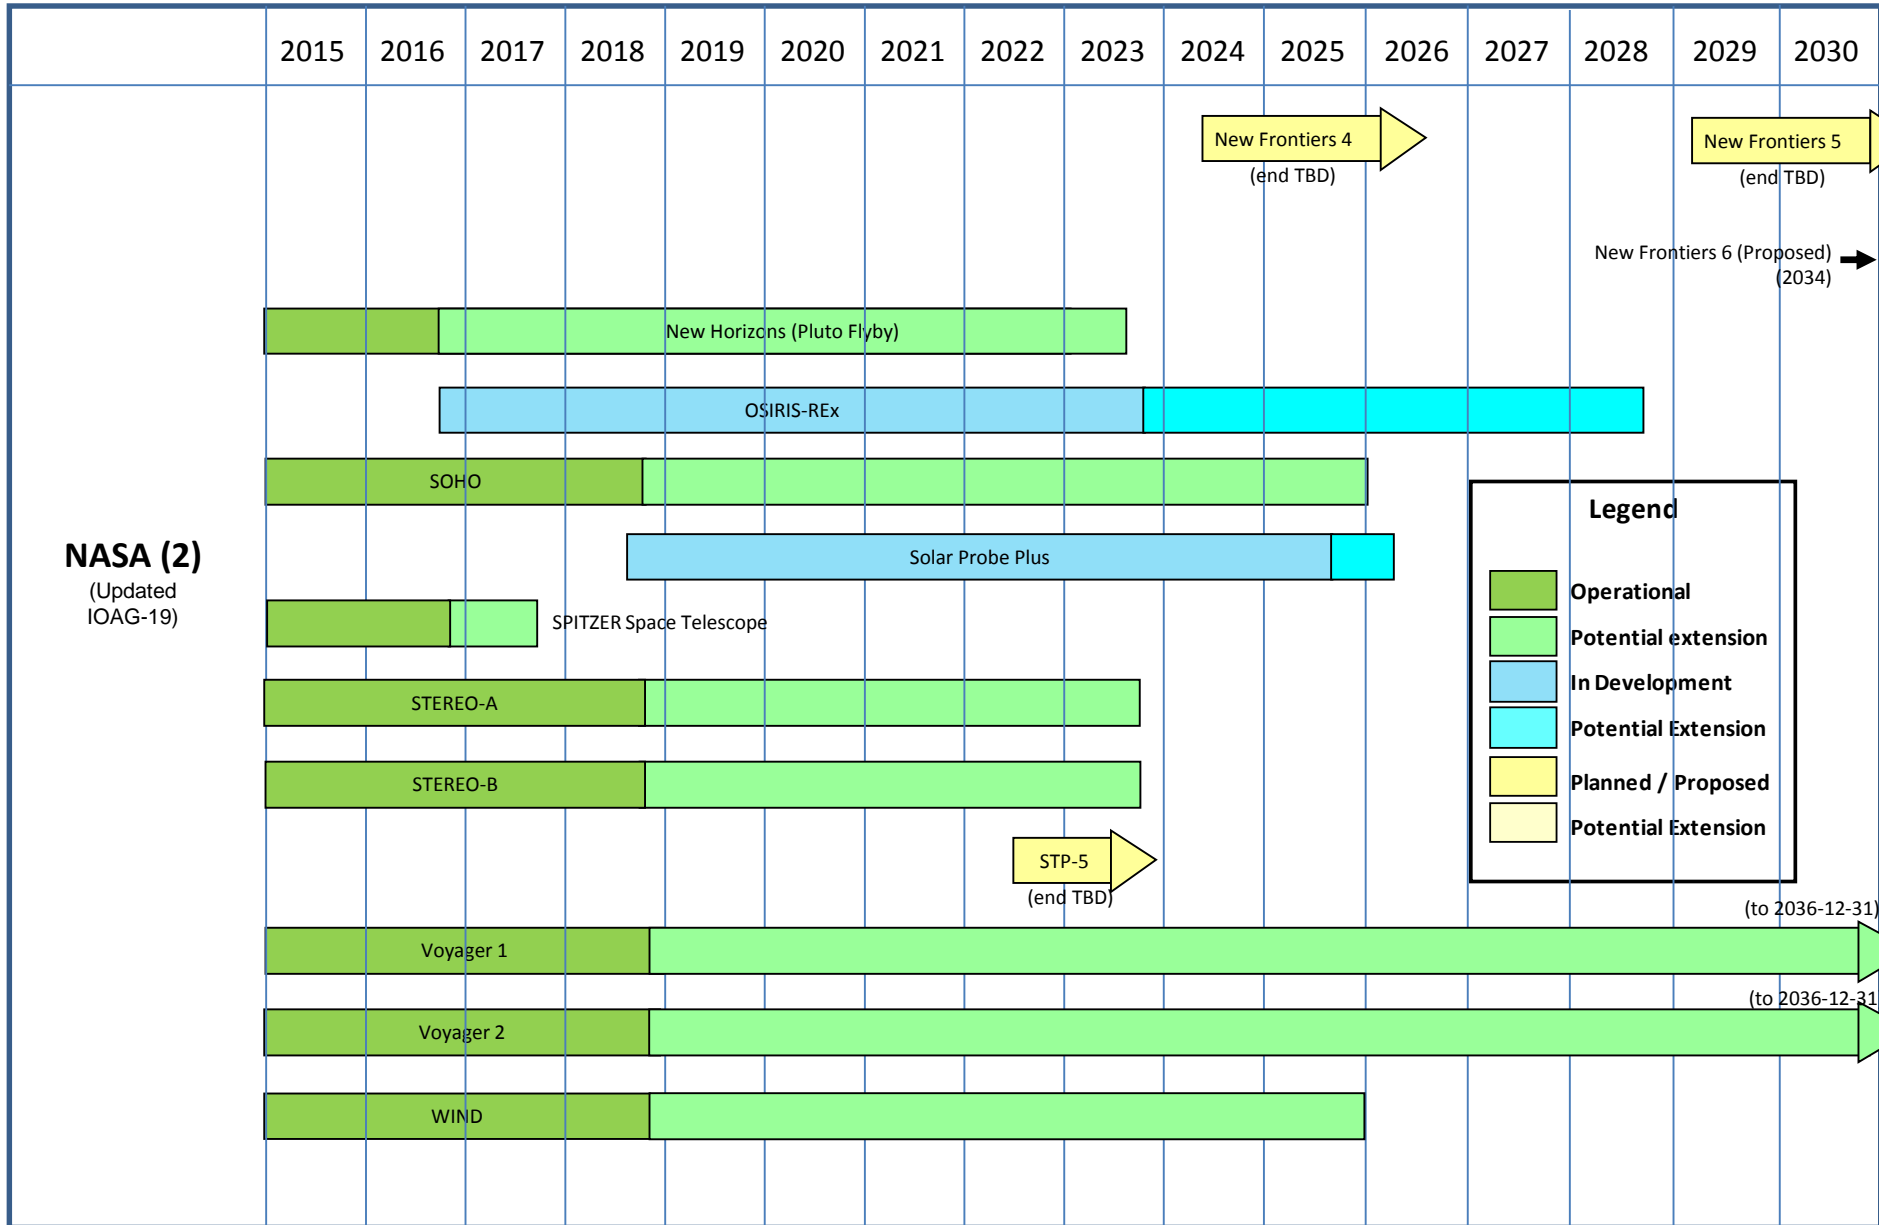 2015 2016 2017 2018 2019 2020 2021 2022 2023 2024 2025 2026 2027 2028 2029 2030
New Frontiers 4
(end TBD)
New Frontiers 5
(end TBD)
New Frontiers 6 (Proposed)
(2034)
New Horizons (Pluto Flyby)
OSIRIS-REx
SOHO
Solar Probe Plus
NASA (2)
(Updated
IOAG-19)
SPITZER Space Telescope
STEREO-A
STEREO-B
STP-5
(end TBD)
(to 2036-12-31)
Voyager 1
(to 2036-12-31
Voyager 2
WIND
Legend
Operational
Potential extension
In Development
Potential Extension
Planned / Proposed
Potential Extension